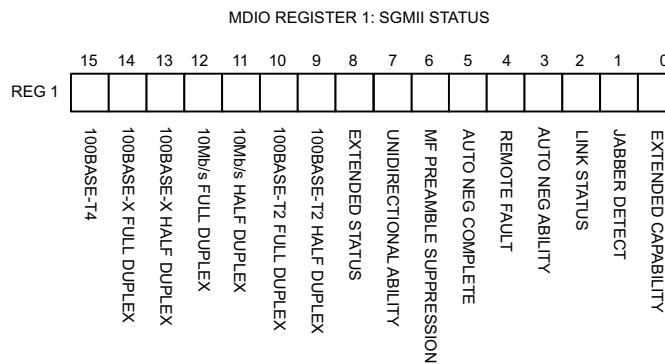 MDIO REGISTER 1: SGMII STATUS
15 14 13 12 11 10 9 8 7 6 5 4 3 2 1 0
REG 1
100BASE-T4
100BASE-X FULL DUPLEX
100BASE-X HALF DUPLEX
10Mb/s FULL DUPLEX
10Mb/s HALF DUPLEX
100BASE-T2 FULL DUPLEX
100BASE-T2 HALF DUPLEX
EXTENDED STATUS
UNIDIRECTIONAL ABILITY
MF PREAMBLE SUPPRESSION
AUTO NEG COMPLETE
REMOTE FAULT
AUTO NEG ABILITY
LINK STATUS
JABBER DETECT
EXTENDED CAPABILITY